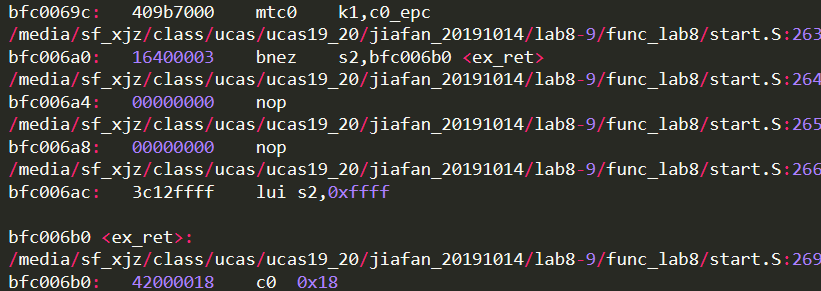 bfc0069c: 409b7000 mtc0 k1,c0_epc
/media/sf_xjz/class/ucas/ucas19_20/jiafan_20191014/lab8-9/func_lab8/start.S:263
bfc006a0: 16400003 bnez s2,bfc006b0 <ex_ret>
/media/sf_xjz/class/ucas/ucas19_20/jiafan_20191014/lab8-9/func_lab8/start.S:264
bfc006a4: 00000000 nop
/media/sf_xjz/class/ucas/ucas19_20/jiafan_20191014/lab8-9/func_lab8/start.S:265
bfc006a8: 00000000 nop
/media/sf_xjz/class/ucas/ucas19_20/jiafan_20191014/lab8-9/func_lab8/start.S:266
bfc006ac: 3c12ffff lui s2,0xffff
bfc006b0 <ex_ret>:
/media/sf_xjz/class/ucas/ucas19_20/jiafan_20191014/lab8-9/func_lab8/start.S:269
bfc006b0: 42000018 c0 0x18